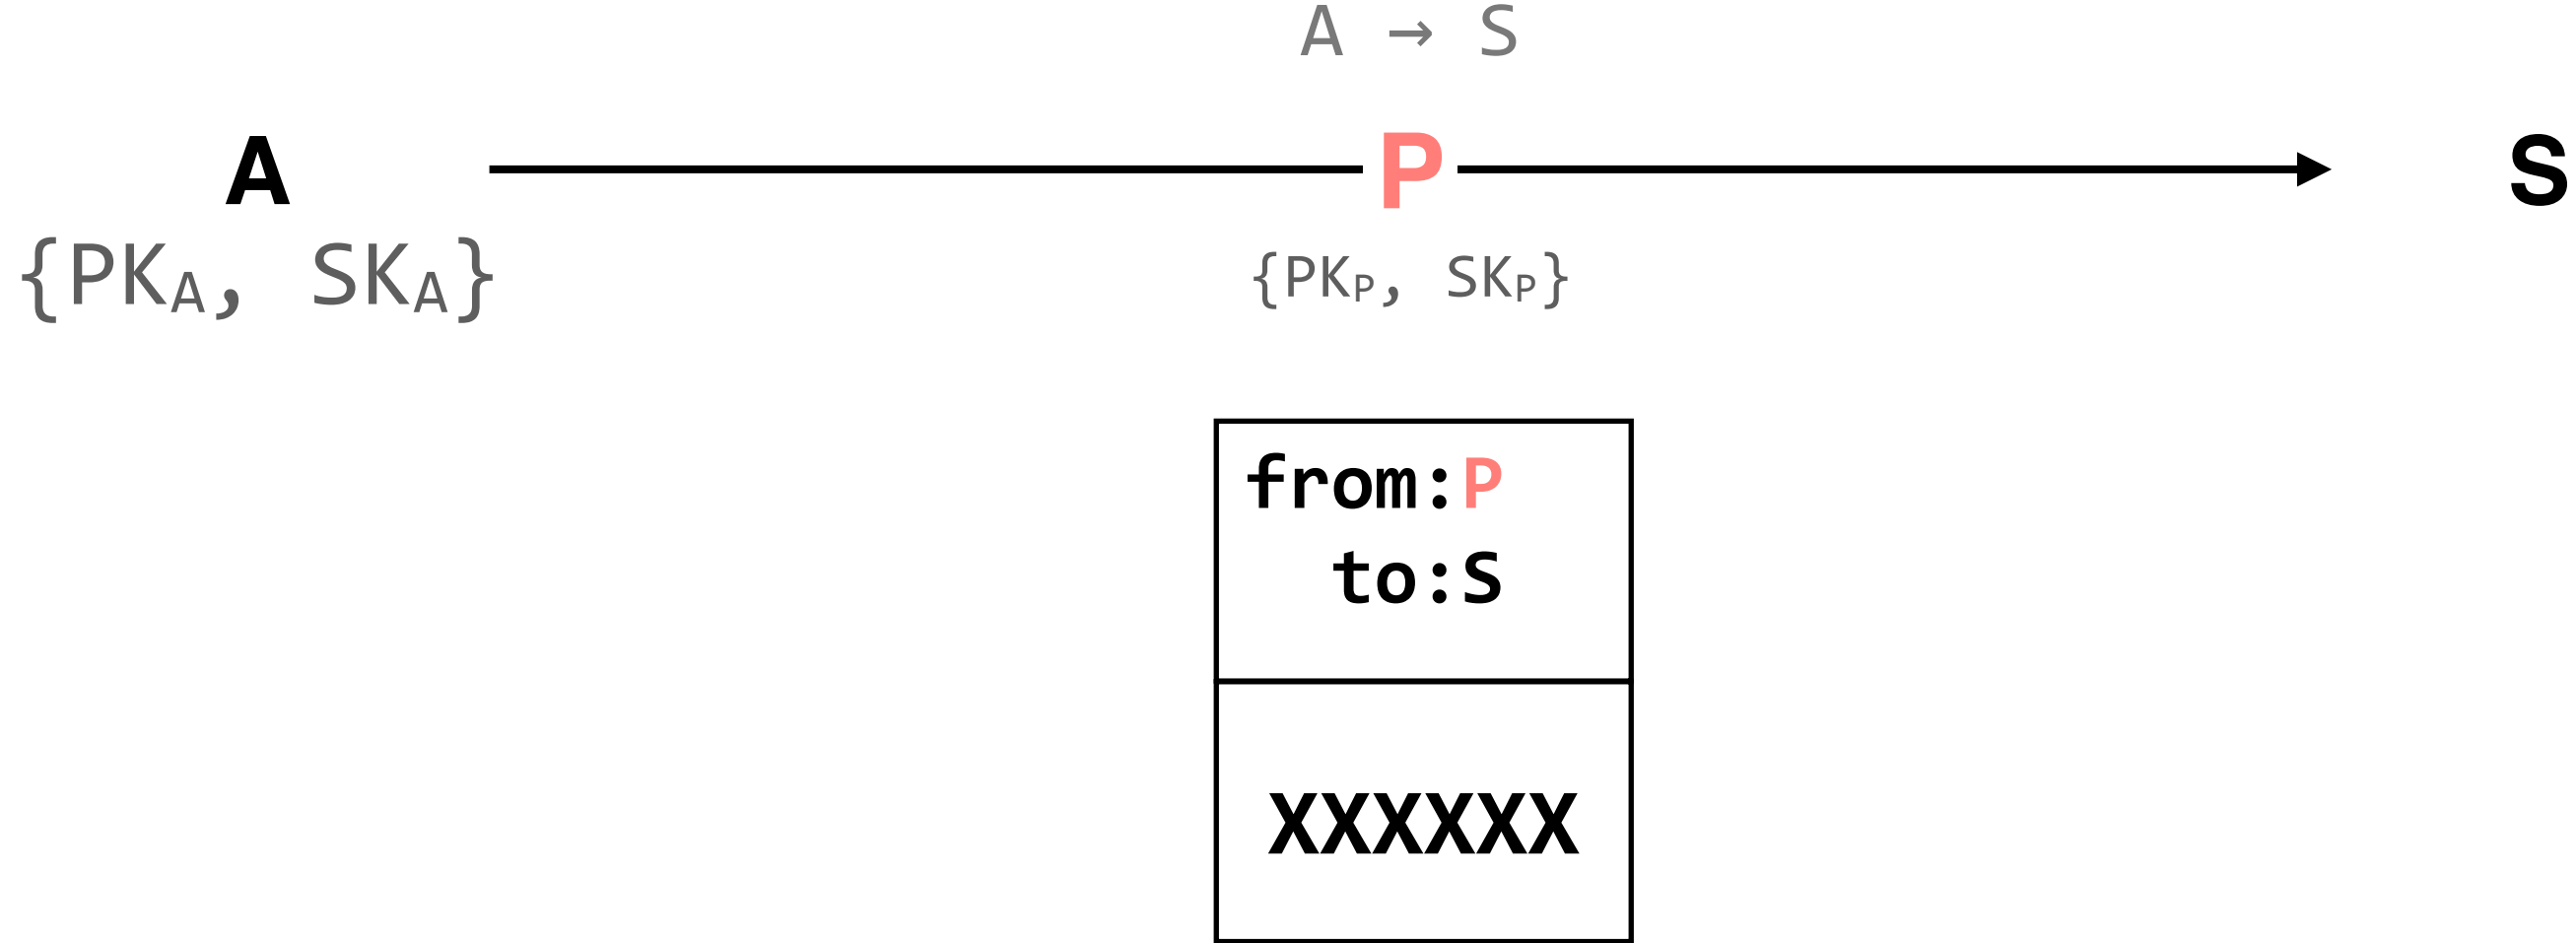 A → S
A P S
{PKA, SKA} {PKP, SKP}
from:P
to:S
XXXXXX